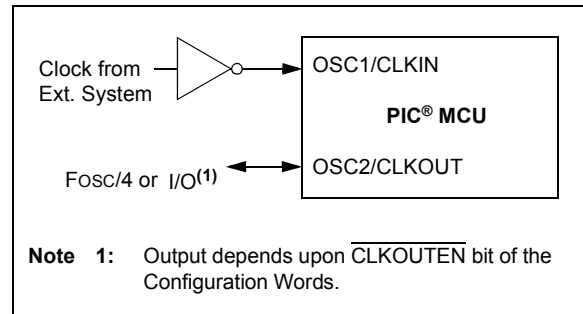 Clock from
Ext. System
OSC1/CLKIN
PIC® MCU
FOSC/4 or I/O(1)
OSC2/CLKOUT
Note 1: Output depends upon CLKOUTEN bit of the
Configuration Words.